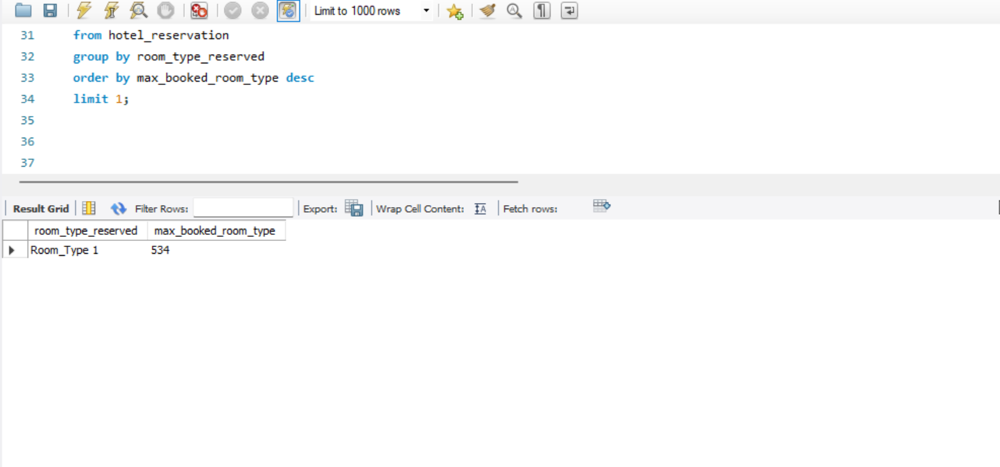 Limit to 1000 rows
31 from hotel_reservation
32 group by room_type_reserved
33 order by max_booked_room_type desc
34 limit 1;
35
36
37
Result Grid Filter Rows: Export: Wrap Cell Content: Fetch rows:
room_type_reserved max_booked_room_type
Room_Type 1 534